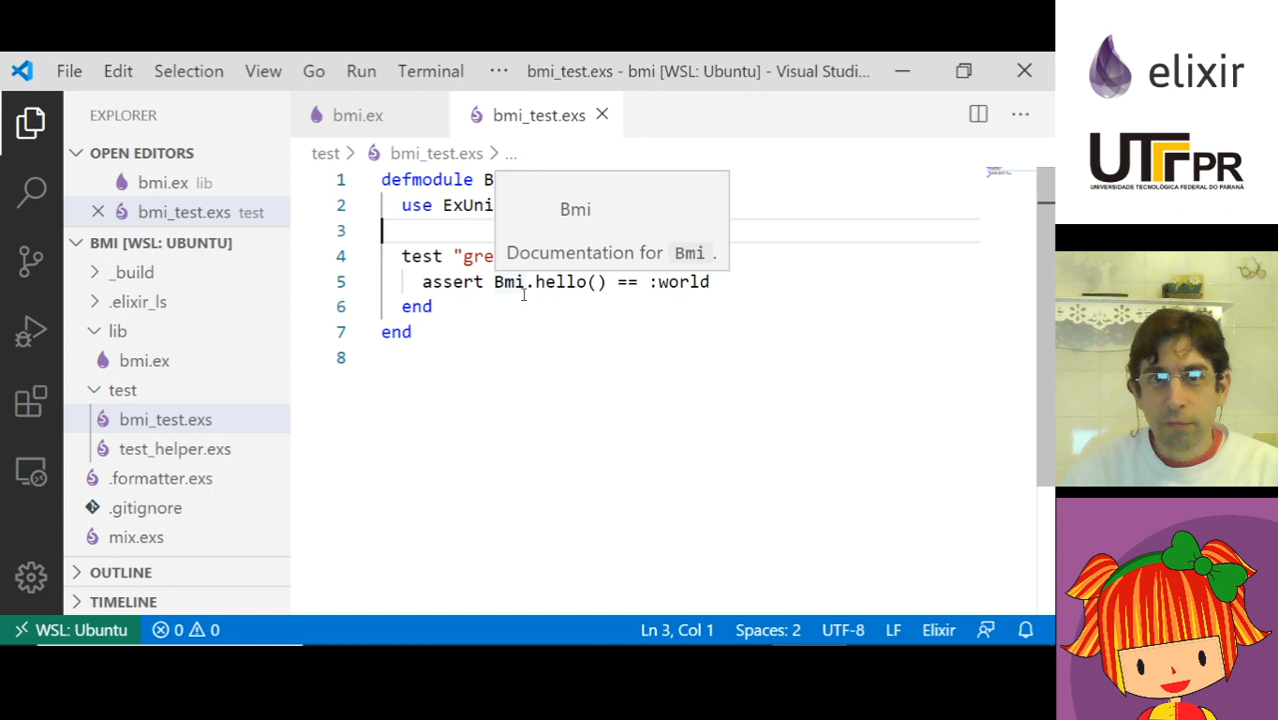 File Edit Selection View Go Run Terminal ··· bmi_test.exs - bmi [WSL: Ubuntu] - Visual Studi...
EXPLORER
bmi.ex
bmi_test.exs
OPEN EDITORS
bmi.ex lib
bmi_test.exs test
BMI [WSL: UBUNTU]
_build
.elixir_ls
lib
bmi.ex
test
bmi_test.exs
test_helper.exs
.formatter.exs
.gitignore
mix.exs
OUTLINE
TIMELINE
test > bmi_test.exs > ...
1 defmodule B
2 use ExUni
3
4 test "gre
5 assert Bmi.hello() == :world
6 end
7 end
8
Bmi
Documentation for Bmi .
WSL: Ubuntu 0 0 Ln 3, Col 1 Spaces: 2 UTF-8 LF Elixir
elixir
UTFPR
UNIVERSIDADE TECNOLÓGICA FEDERAL DO PARANÁ